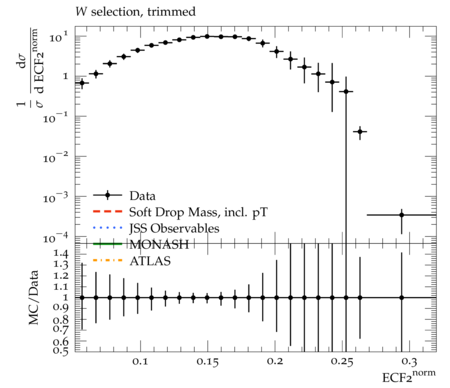 W selection, trimmed
1/σ dσ/d ECF2^norm
10^1
1
10^−1
10^−2
10^−3
10^−4
Data
Soft Drop Mass, incl. pT
JSS Observables
MONASH
ATLAS
MC/Data
1.4
1.3
1.2
1.1
1
0.9
0.8
0.7
0.6
0.5
0.1 0.15 0.2 0.25 0.3
ECF2^norm